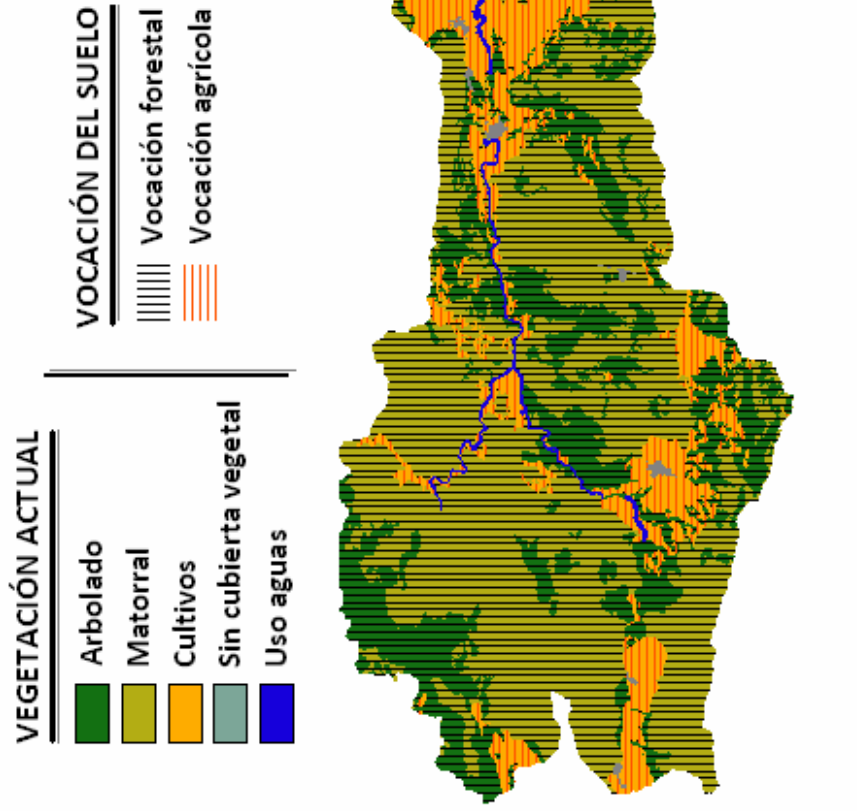 VEGETACIÓN ACTUAL
Arbolado
Matorral
Cultivos
Sin cubierta vegetal
Uso aguas
VOCACIÓN DEL SUELO
Vocación forestal
Vocación agrícola